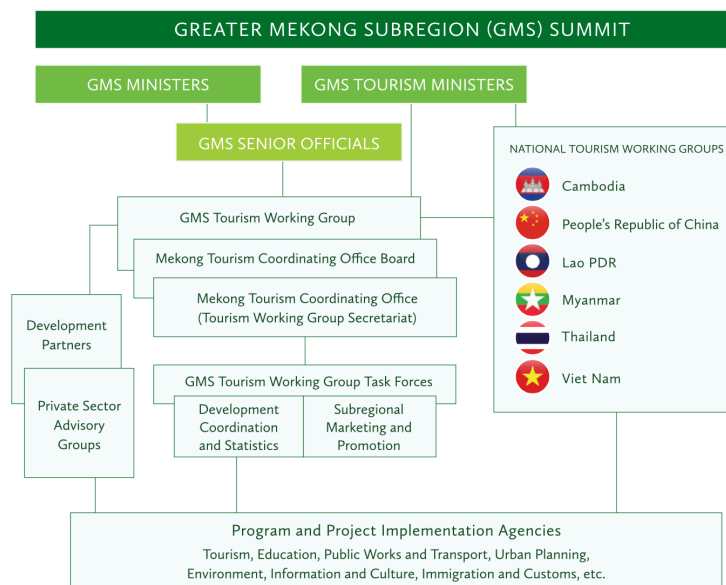 GREATER MEKONG SUBREGION (GMS) SUMMIT
GMS MINISTERS
GMS TOURISM MINISTERS
GMS SENIOR OFFICIALS
NATIONAL TOURISM WORKING GROUPS
Cambodia
People's Republic of China
Lao PDR
Myanmar
Thailand
Viet Nam
GMS Tourism Working Group
Mekong Tourism Coordinating Office Board
Mekong Tourism Coordinating Office
(Tourism Working Group Secretariat)
Development
Partners
Private Sector
Advisory
Groups
GMS Tourism Working Group Task Forces
Development
Coordination
and Statistics
Subregional
Marketing and
Promotion
Program and Project Implementation Agencies
Tourism, Education, Public Works and Transport, Urban Planning,
Environment, Information and Culture, Immigration and Customs, etc.